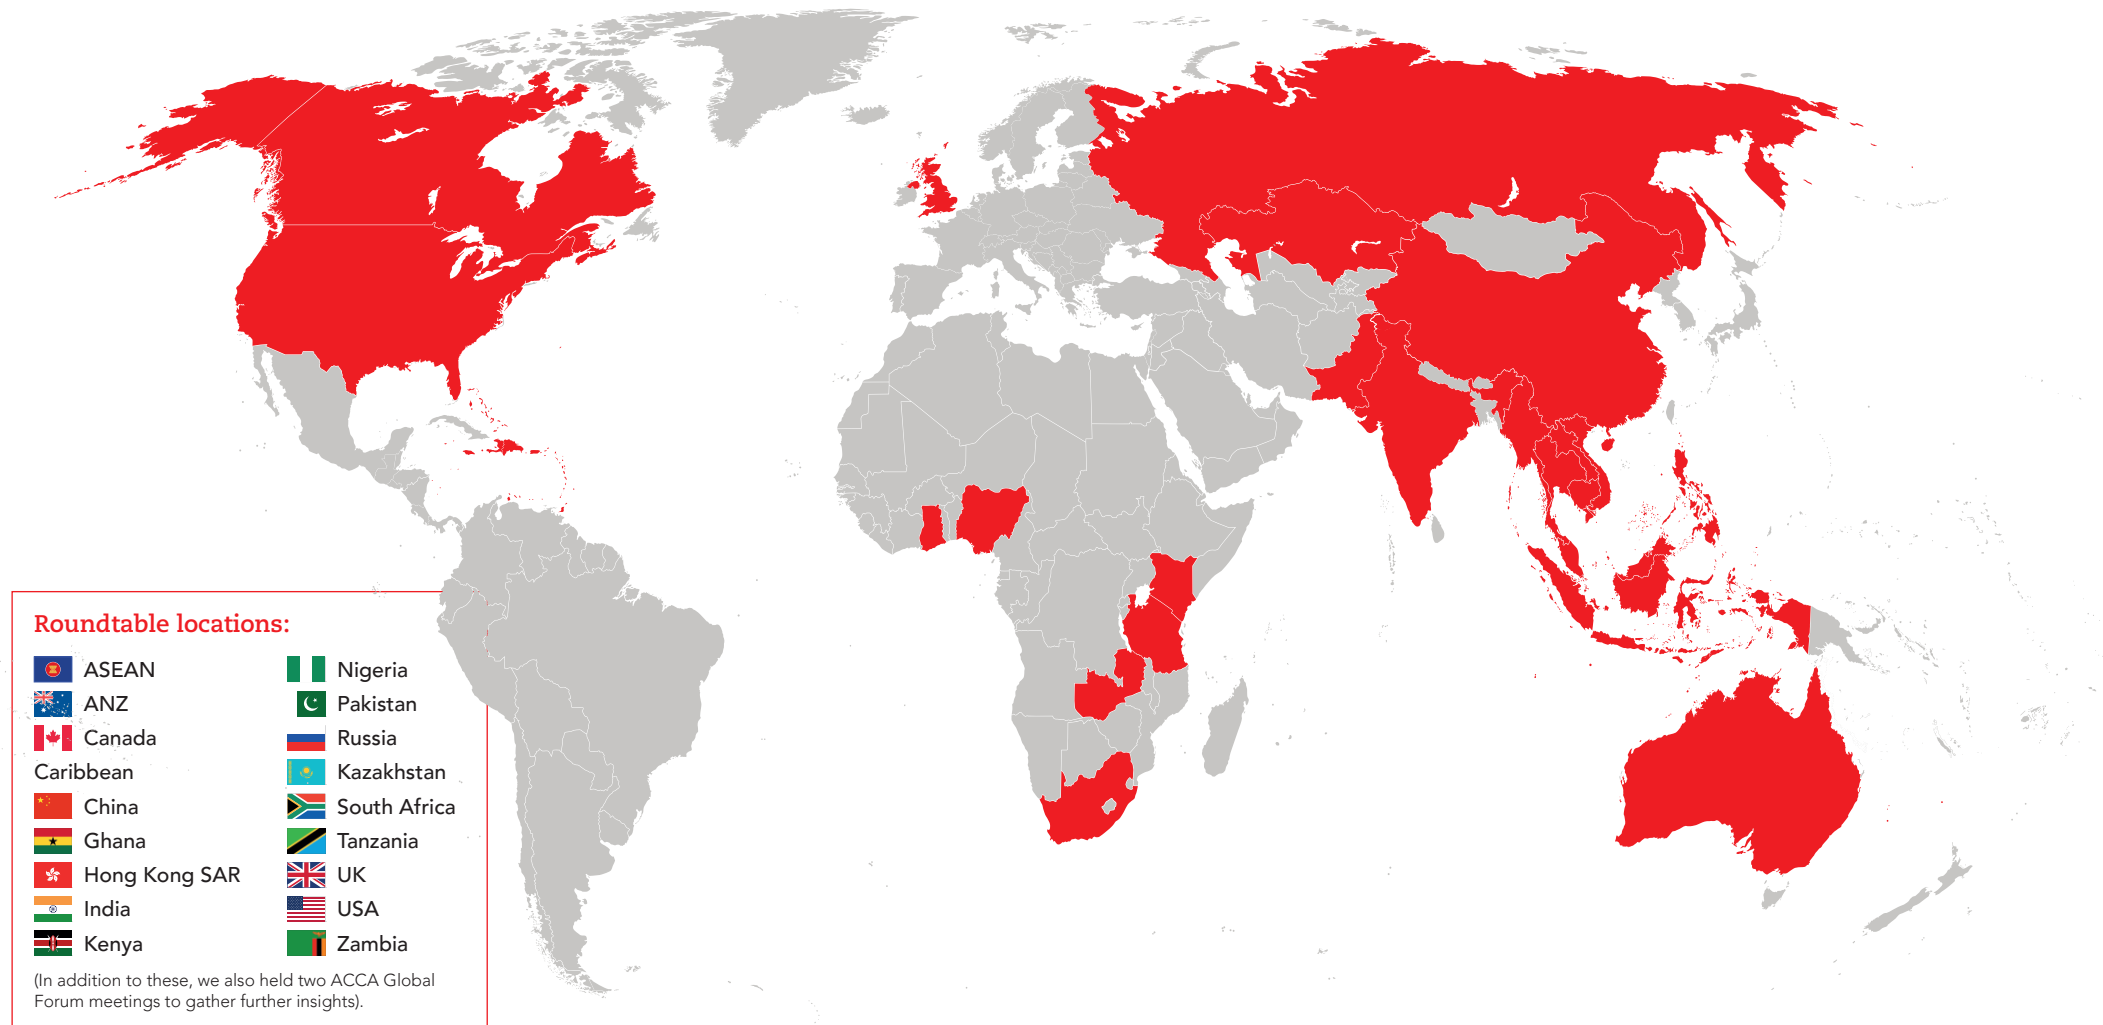 Roundtable locations:
ASEAN
ANZ
Canada
Caribbean
China
Ghana
Hong Kong SAR
India
Kenya
Nigeria
Pakistan
Russia
Kazakhstan
South Africa
Tanzania
UK
USA
Zambia
(In addition to these, we also held two ACCA Global
Forum meetings to gather further insights).